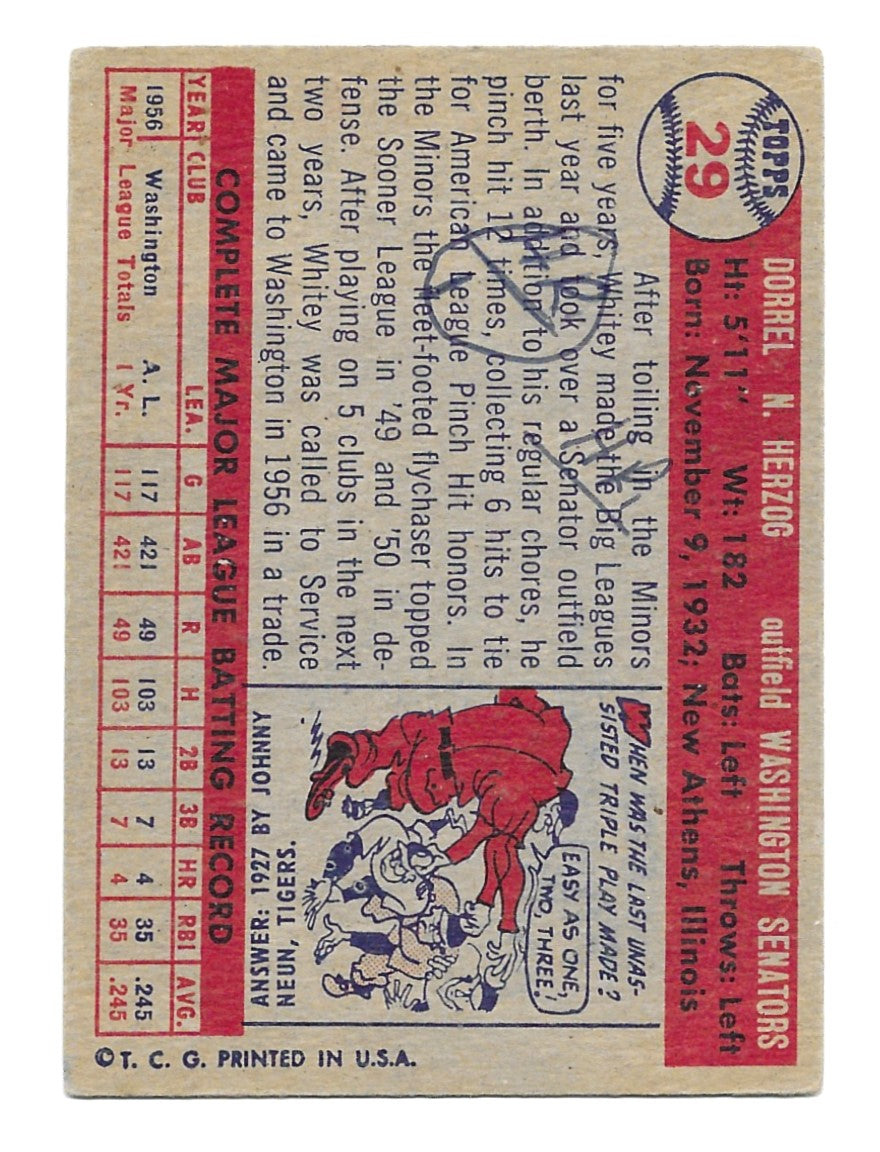 TOPPS
29
DORREL N. HERZOG outfield WASHINGTON SENATORS
Ht: 5'11" Wt: 182 Bats: Left Throws: Left
Born: November 9, 1932; New Athens, Illinois
After toiling in the Minors
for five years, Whitey made the Big Leagues
last year and took over a Senator outfield
berth. In addition to his regular chores, he
pinch hit 12 times, collecting 6 hits to tie
for American League Pinch Hit honors. In
the Minors the fleet-footed flychaser topped
the Sooner League in '49 and '50 in de-
fense. After playing on 5 clubs in the next
two years, Whitey was called to Service
and came to Washington in 1956 in a trade.
WHEN WAS THE LAST UNAS-
SISTED TRIPLE PLAY MADE?
EASY AS ONE,
TWO, THREE!
ANSWER: 1927 BY JOHNNY
NEUN, TIGERS.
COMPLETE MAJOR LEAGUE BATTING RECORD
YEAR CLUB LEA. G AB R H 2B 3B HR RBI AVG.
1956 Washington A.L. 117 421 49 103 13 7 4 35 .245
Major League Totals 1 Yr. 117 421 49 103 13 7 4 35 .245
© T. C. G. PRINTED IN U.S.A.